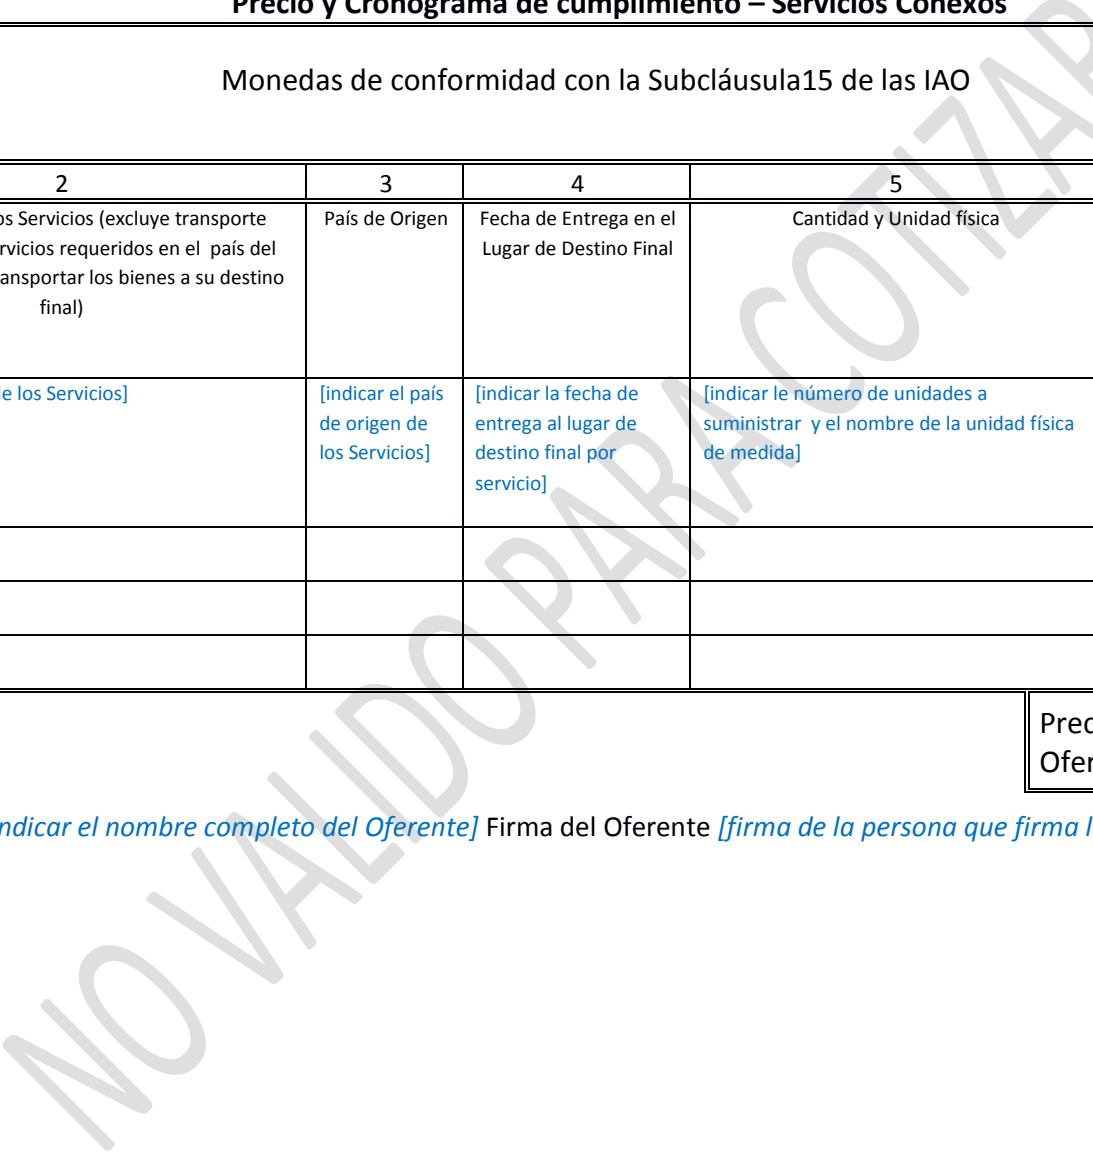 Precio y Cronograma de cumplimiento – Servicios Conexos
Monedas de conformidad con la Subcláusula15 de las IAO
2
3
4
5
os Servicios (excluye transporte
rvicios requeridos en el país del
ansportar los bienes a su destino
final)
País de Origen
Fecha de Entrega en el
Lugar de Destino Final
Cantidad y Unidad física
de los Servicios]
[indicar el país
de origen de
los Servicios]
[indicar la fecha de
entrega al lugar de
destino final por
servicio]
[indicar le número de unidades a
suministrar y el nombre de la unidad física
de medida]
Prec
Ofer
ndicar el nombre completo del Oferente] Firma del Oferente [firma de la persona que firma l
NO VALIDO PARA COTIZAR